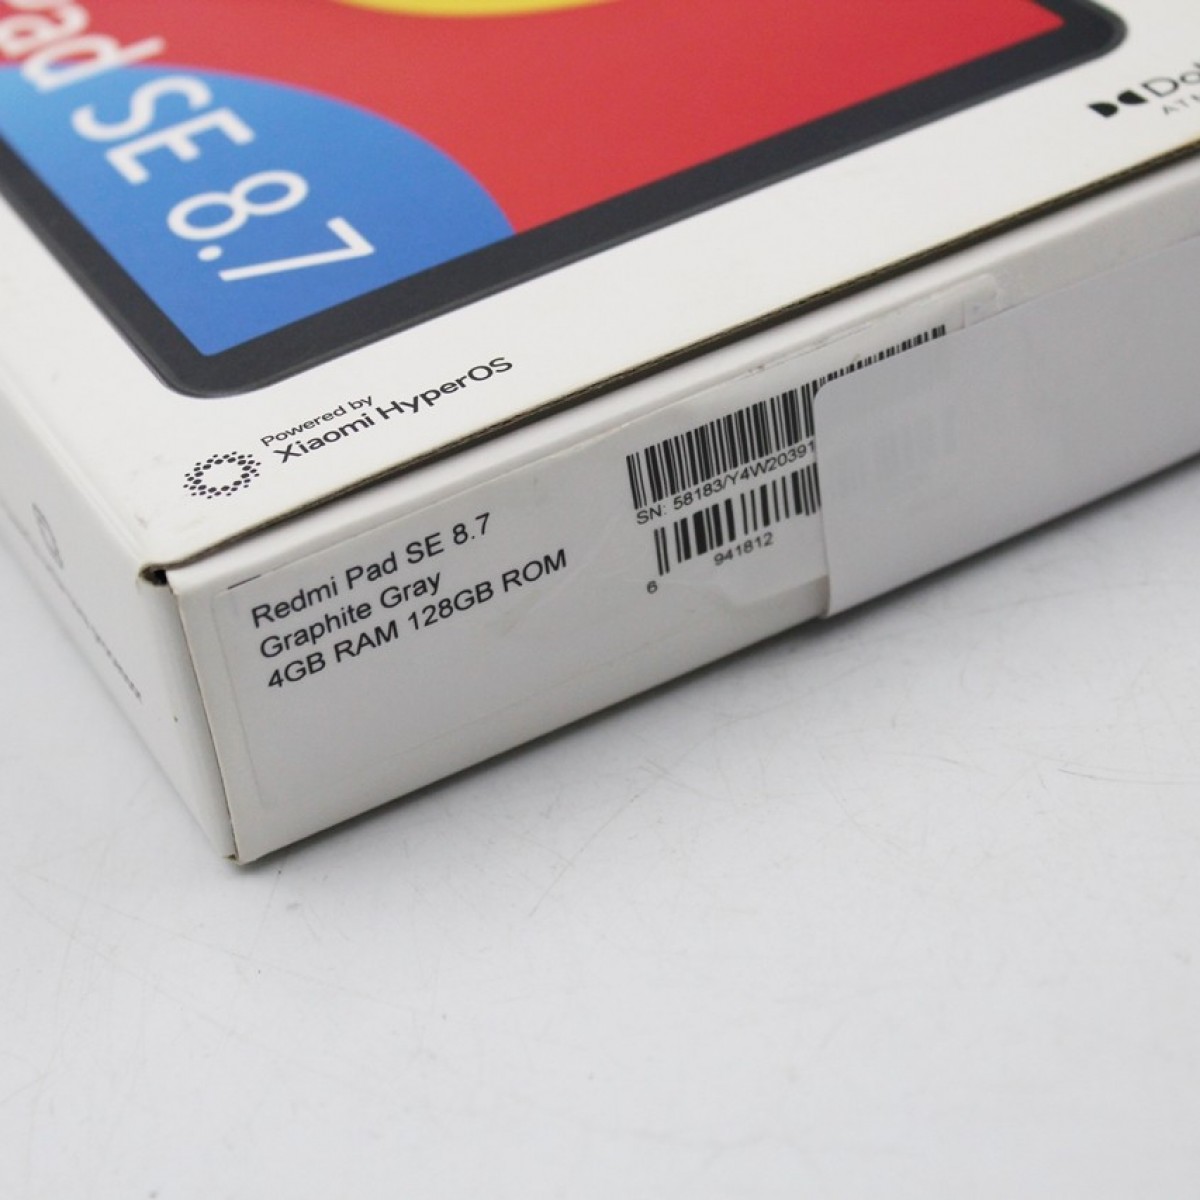 Pad SE 8.7
Powered by
Xiaomi HyperOS
Redmi Pad SE 8.7
Graphite Gray
4GB RAM 128GB ROM
SN: 58183/Y4W20391
6 941812